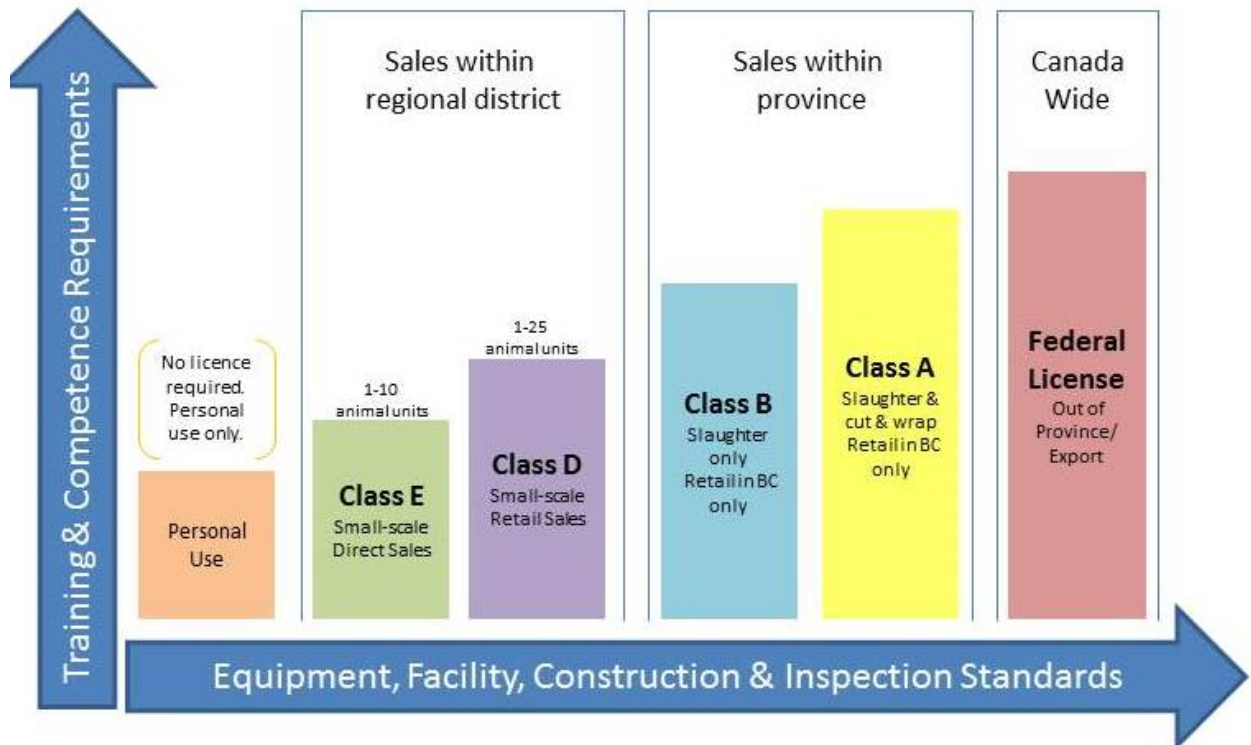 Training & Competence Requirements
Sales within
regional district
Sales within
province
Canada
Wide
No licence
required.
Personal
use only.
Personal
Use
1-10
animal units
Class E
Small-scale
Direct Sales
1-25
animal units
Class D
Small-scale
Retail Sales
Class B
Slaughter
only
Retail in BC
only
Class A
Slaughter &
cut & wrap
Retail in BC
only
Federal
License
Out of
Province/
Export
Equipment, Facility, Construction & Inspection Standards